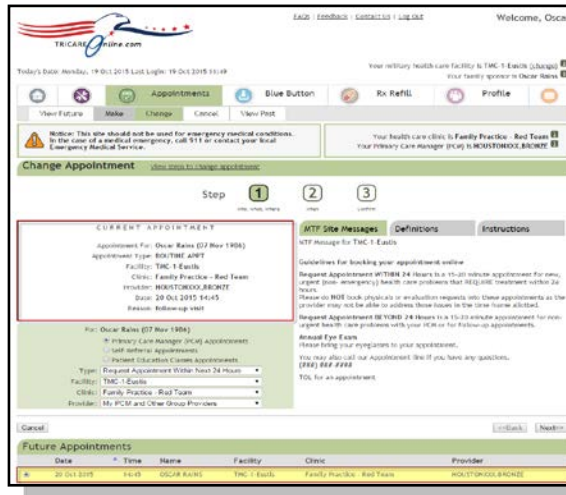 FAQs | Feedback | Contact Us | Log Out
Welcome, Osca
TRICARE Online.com
Today's Date: Monday, 19 Oct 2015 Last Login: 19 Oct 2015 11:49
Your military health care facility is TMC-1-Eustis (change)
Your family sponsor is Oscar Rains
Appointments
Blue Button
Rx Refill
Profile
View Future
Make
Change
Cancel
View Past
Notice: This site should not be used for emergency medical conditions.
In the case of a medical emergency, call 911 or contact your local
Emergency Medical Service.
Your health care clinic is Family Practice - Red Team
Your Primary Care Manager (PCM) is HOUSTONXXX,BRONZE
Change Appointment
View steps to change appointment
Step 1 2 3
CURRENT APPOINTMENT
Appointment For: Oscar Rains (07 Nov 1986)
Appointment Type: ROUTINE APPT
Facility: TMC-1-Eustis
Clinic: Family Practice - Red Team
Provider: HOUSTONXXX,BRONZE
Date: 20 Oct 2015 14:45
Reason: follow-up visit
For: Oscar Rains (07 Nov 1986)
Primary Care Manager (PCM) Appointments
Self Referral Appointments
Patient Education Classes Appointments
Type: Request Appointment Within Next 24 Hours
Facility: TMC-1-Eustis
Clinic: Family Practice - Red Team
Provider: My PCM and Other Group Providers
MTF Site Messages
Definitions
Instructions
MTF Message for TMC-1-Eustis
Guidelines for booking your appointment online
Request Appointment WITHIN 24 Hours is a 15-20 minute appointment for new,
urgent (non- emergency) health care problems that REQUIRE treatment within 24
hours.
Please do NOT book physicals or evaluation requests into these appointments as the
provider may not be able to address those issues in the time frame allotted.
Request Appointment BEYOND 24 Hours is a 15-20 minute appointment for non-
urgent health care problems with your PCM or for follow-up appointments.
Annual Eye Exam
Please bring your eyeglasses to your appointment.
You may also call our Appointment line if you have any questions.
(###) ###-####
TOL for an appointment.
Cancel
<<Back
Next>>
Future Appointments
Date
Time
Name
Facility
Clinic
Provider
20 Oct 2015
14:45
OSCAR RAINS
TMC-1-Eustis
Family Practice - Red Team
HOUSTONXXX,BRONZE